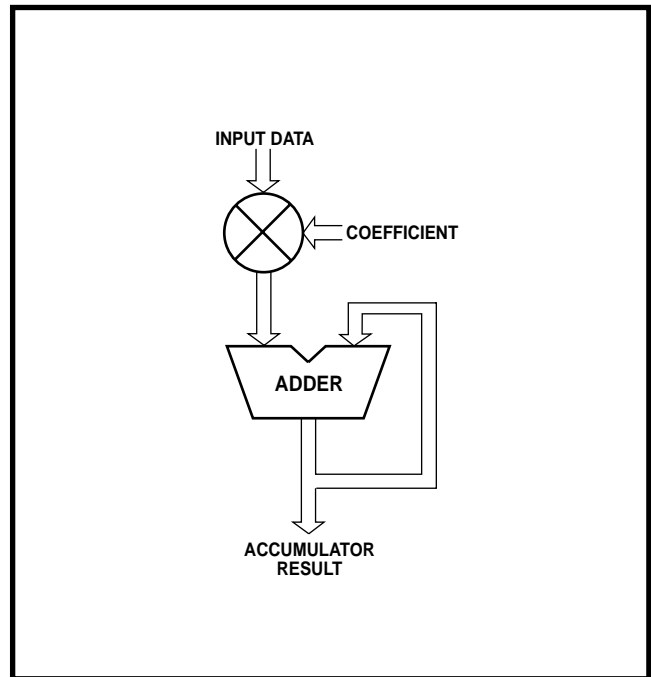 INPUT DATA
COEFFICIENT
ADDER
ACCUMULATOR
RESULT